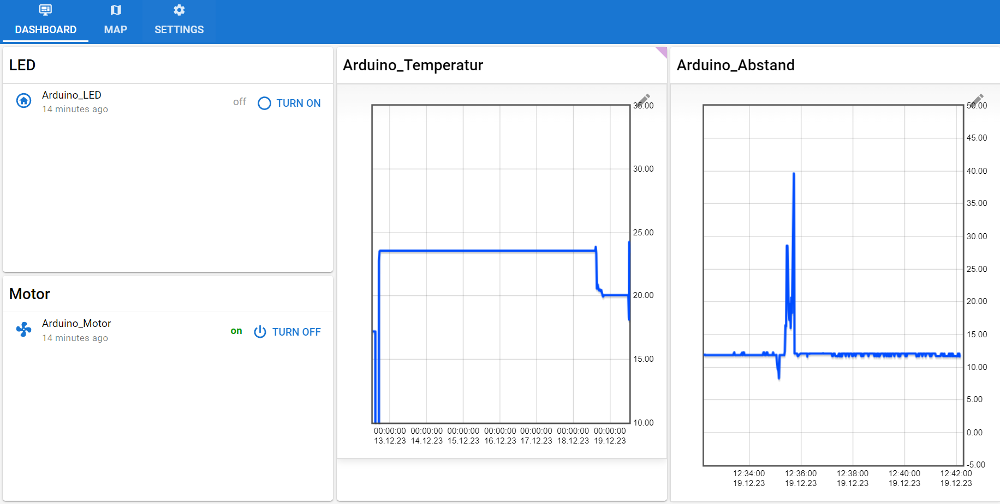 DASHBOARD
MAP
SETTINGS
LED
Arduino_LED
14 minutes ago
off
TURN ON
Motor
Arduino_Motor
14 minutes ago
on
TURN OFF
Arduino_Temperatur
35.00
30.00
25.00
20.00
15.00
10.00
00:00:00 00:00:00 00:00:00 00:00:00 00:00:00 00:00:00 00:00:00
13.12.23 14.12.23 15.12.23 16.12.23 17.12.23 18.12.23 19.12.23
Arduino_Abstand
50.00
45.00
40.00
35.00
30.00
25.00
20.00
15.00
10.00
5.00
0.00
-5.00
12:34:00 12:36:00 12:38:00 12:40:00 12:42:00
19.12.23 19.12.23 19.12.23 19.12.23 19.12.23